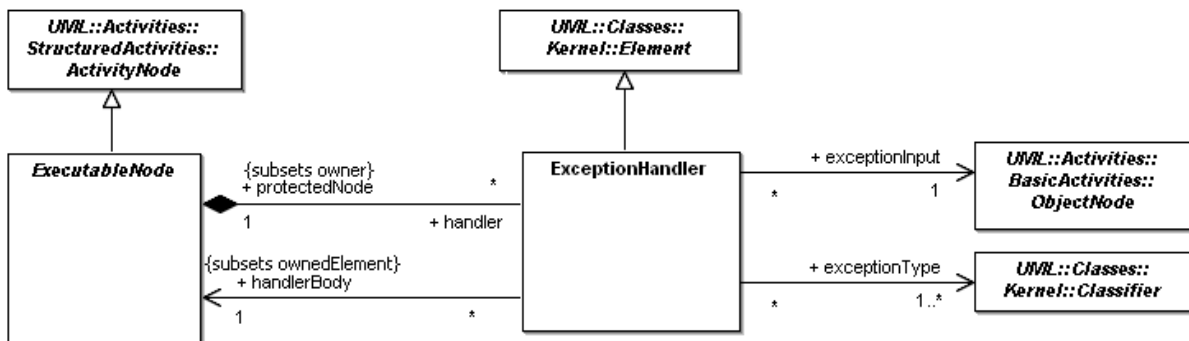 UML::Activities::
StructuredActivities::
ActivityNode
UML::Classes::
Kernel::Element
ExecutableNode
{subsets owner}
+ protectedNode
*
1
+ handler
{subsets ownedElement}
+ handlerBody
1
*
ExceptionHandler
+ exceptionInput
*
1
UML::Activities::
BasicActivities::
ObjectNode
+ exceptionType
*
1..*
UML::Classes::
Kernel::Classifier